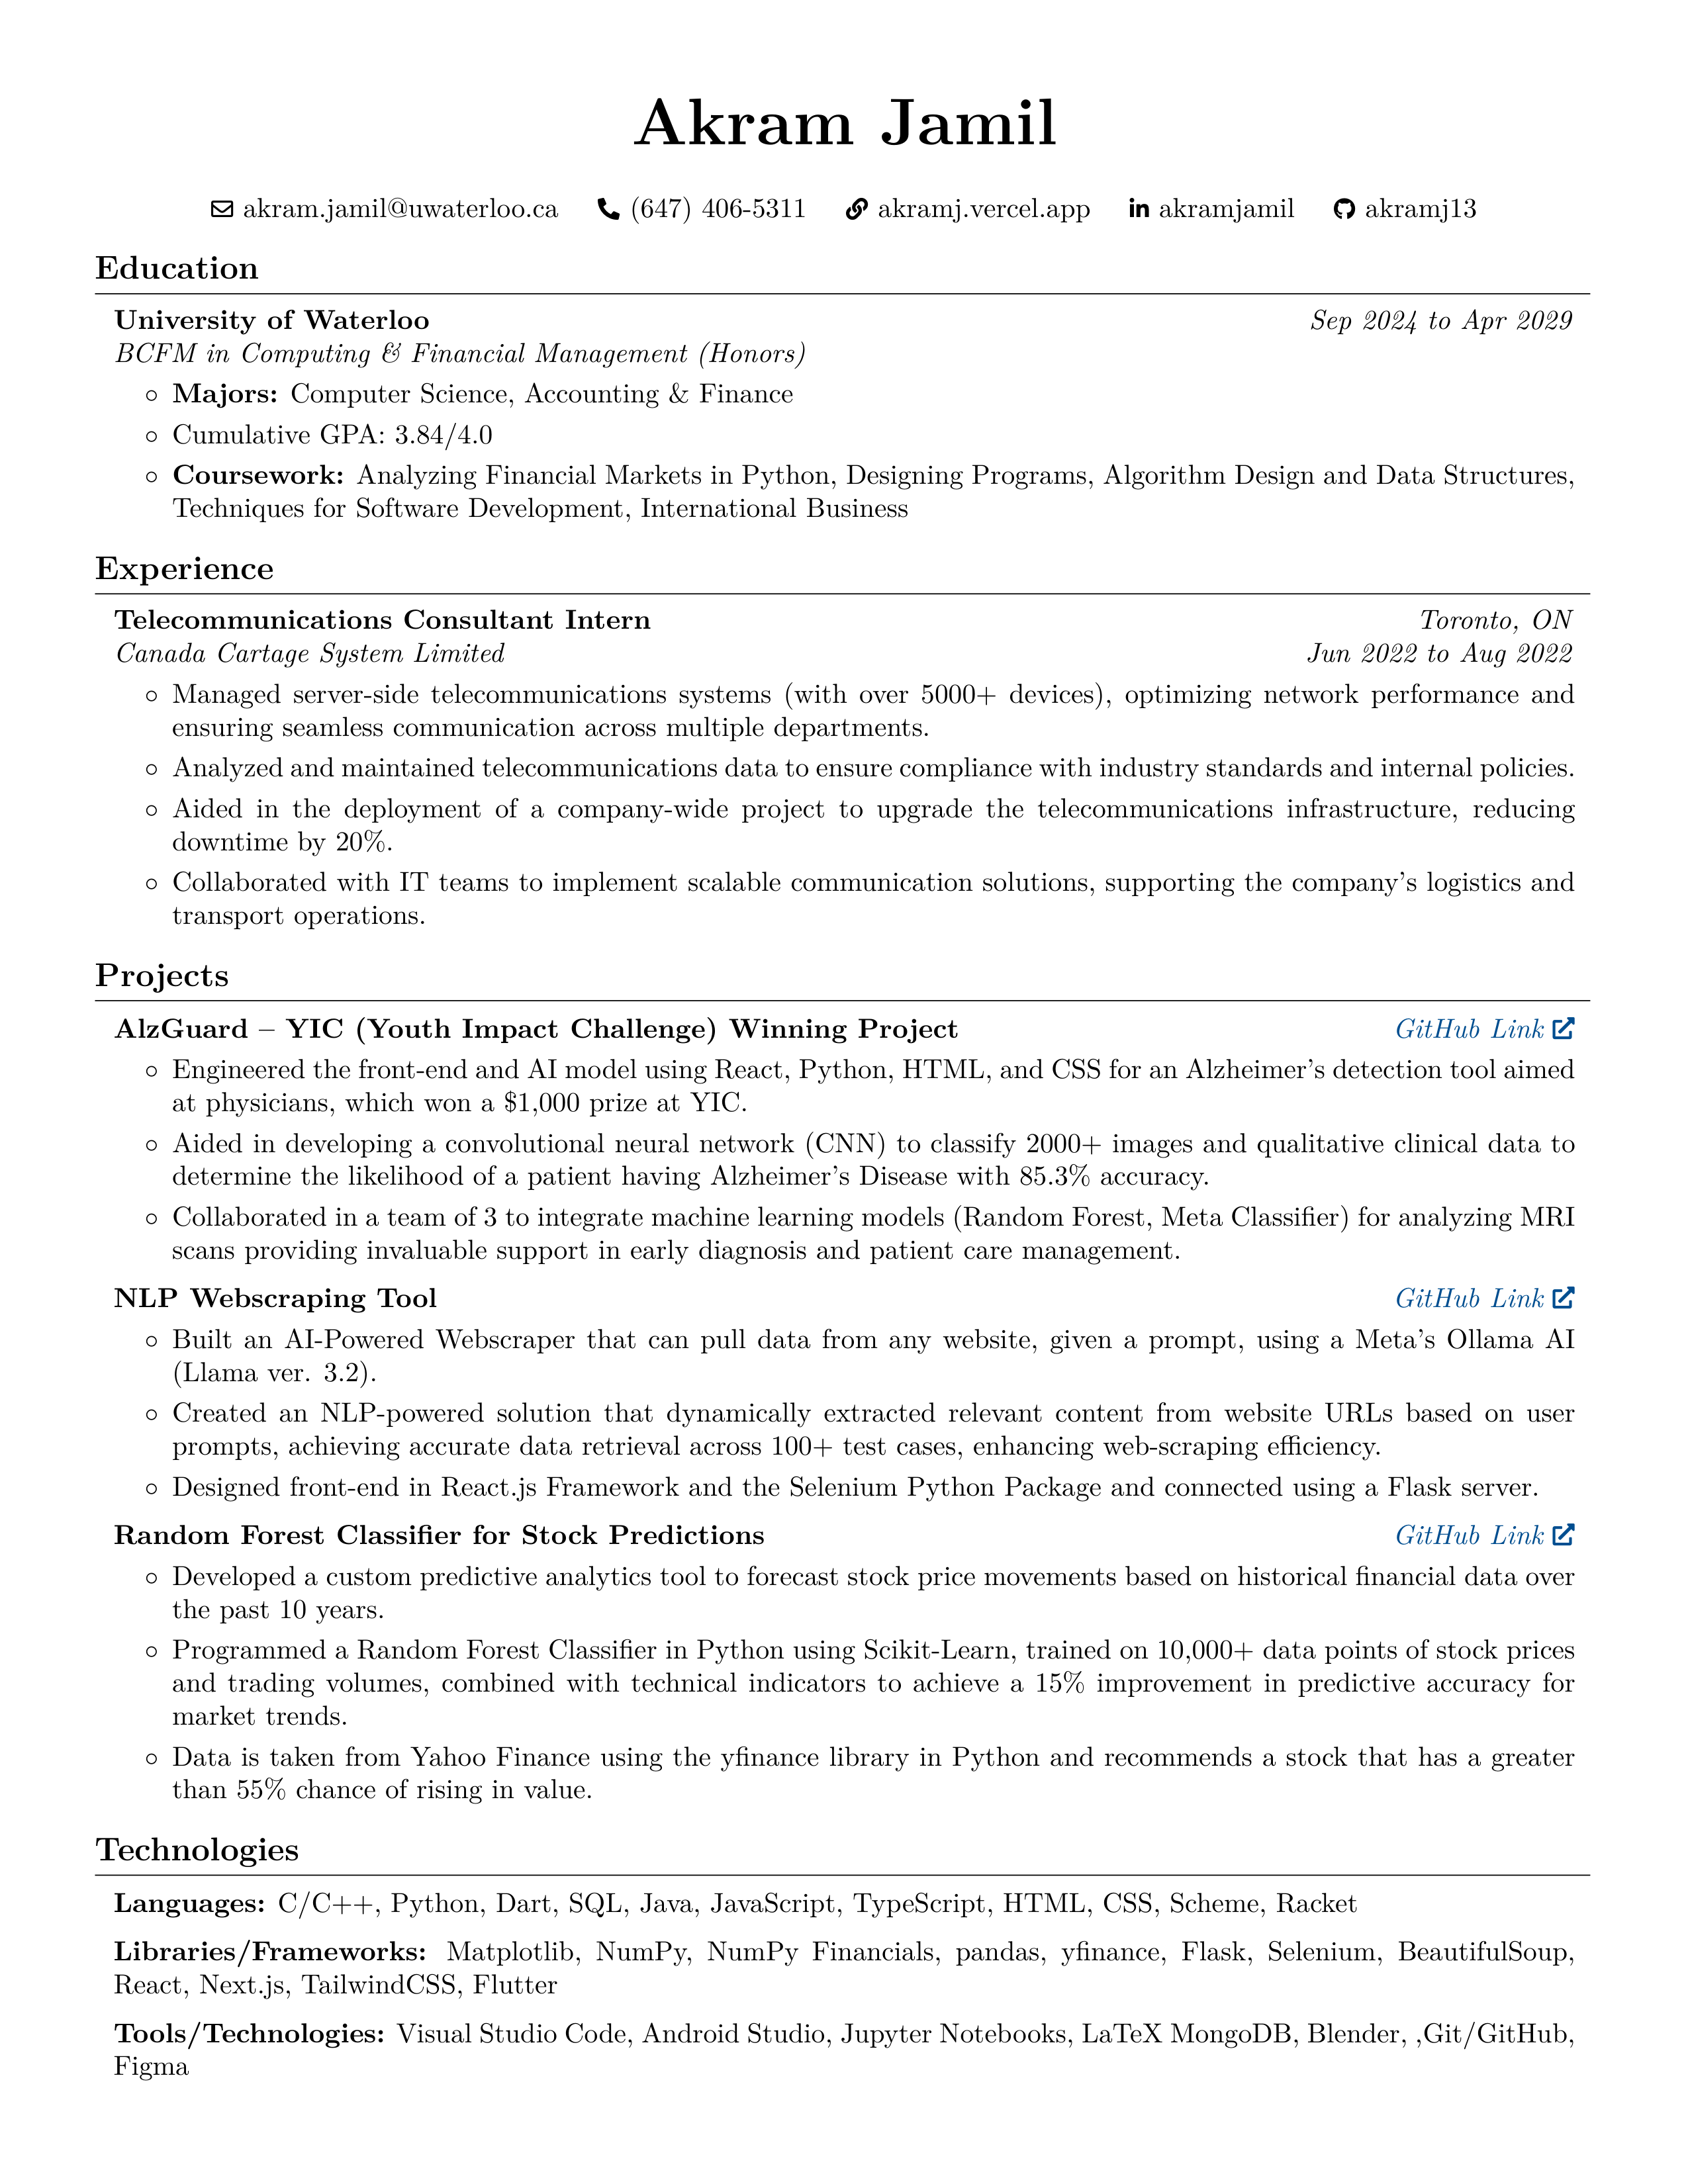 Akram Jamil
akram.jamil@uwaterloo.ca (647) 406-5311 akramj.vercel.app akramjamil akramj13
Education
University of Waterloo Sep 2024 to Apr 2029
BCFM in Computing & Financial Management (Honors)
◦ Majors: Computer Science, Accounting & Finance
◦ Cumulative GPA: 3.84/4.0
◦ Coursework: Analyzing Financial Markets in Python, Designing Programs, Algorithm Design and Data Structures,
Techniques for Software Development, International Business
Experience
Telecommunications Consultant Intern Toronto, ON
Canada Cartage System Limited Jun 2022 to Aug 2022
◦ Managed server-side telecommunications systems (with over 5000+ devices), optimizing network performance and
ensuring seamless communication across multiple departments.
◦ Analyzed and maintained telecommunications data to ensure compliance with industry standards and internal policies.
◦ Aided in the deployment of a company-wide project to upgrade the telecommunications infrastructure, reducing
downtime by 20%.
◦ Collaborated with IT teams to implement scalable communication solutions, supporting the company's logistics and
transport operations.
Projects
AlzGuard – YIC (Youth Impact Challenge) Winning Project GitHub Link
◦ Engineered the front-end and AI model using React, Python, HTML, and CSS for an Alzheimer's detection tool aimed
at physicians, which won a $1,000 prize at YIC.
◦ Aided in developing a convolutional neural network (CNN) to classify 2000+ images and qualitative clinical data to
determine the likelihood of a patient having Alzheimer's Disease with 85.3% accuracy.
◦ Collaborated in a team of 3 to integrate machine learning models (Random Forest, Meta Classifier) for analyzing MRI
scans providing invaluable support in early diagnosis and patient care management.
NLP Webscraping Tool GitHub Link
◦ Built an AI-Powered Webscraper that can pull data from any website, given a prompt, using a Meta's Ollama AI
(Llama ver. 3.2).
◦ Created an NLP-powered solution that dynamically extracted relevant content from website URLs based on user
prompts, achieving accurate data retrieval across 100+ test cases, enhancing web-scraping efficiency.
◦ Designed front-end in React.js Framework and the Selenium Python Package and connected using a Flask server.
Random Forest Classifier for Stock Predictions GitHub Link
◦ Developed a custom predictive analytics tool to forecast stock price movements based on historical financial data over
the past 10 years.
◦ Programmed a Random Forest Classifier in Python using Scikit-Learn, trained on 10,000+ data points of stock prices
and trading volumes, combined with technical indicators to achieve a 15% improvement in predictive accuracy for
market trends.
◦ Data is taken from Yahoo Finance using the yfinance library in Python and recommends a stock that has a greater
than 55% chance of rising in value.
Technologies
Languages: C/C++, Python, Dart, SQL, Java, JavaScript, TypeScript, HTML, CSS, Scheme, Racket
Libraries/Frameworks: Matplotlib, NumPy, NumPy Financials, pandas, yfinance, Flask, Selenium, BeautifulSoup,
React, Next.js, TailwindCSS, Flutter
Tools/Technologies: Visual Studio Code, Android Studio, Jupyter Notebooks, LaTeX MongoDB, Blender, ,Git/GitHub,
Figma